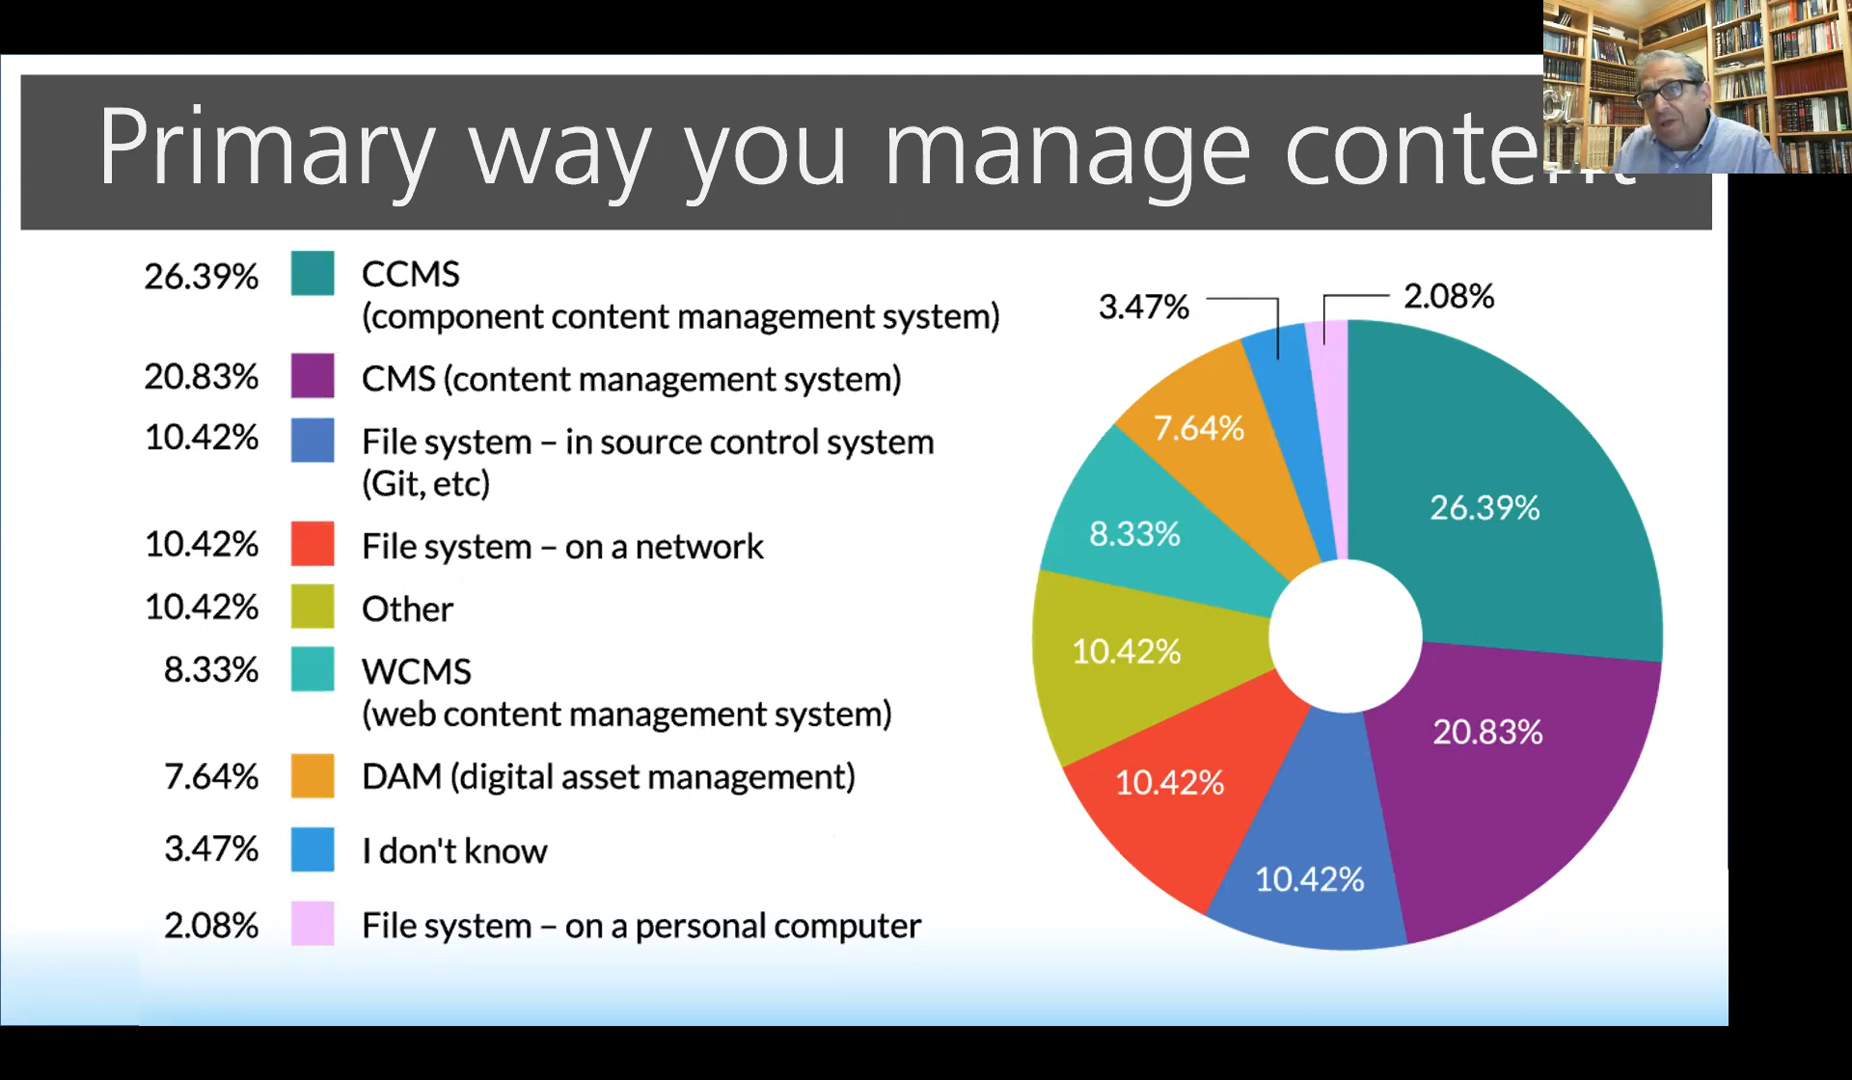 Primary way you manage content
26.39% CCMS
(component content management system)
20.83% CMS (content management system)
10.42% File system – in source control system
(Git, etc)
10.42% File system – on a network
10.42% Other
8.33% WCMS
(web content management system)
7.64% DAM (digital asset management)
3.47% I don't know
2.08% File system – on a personal computer
3.47%
2.08%
7.64%
26.39%
8.33%
10.42%
20.83%
10.42%
10.42%